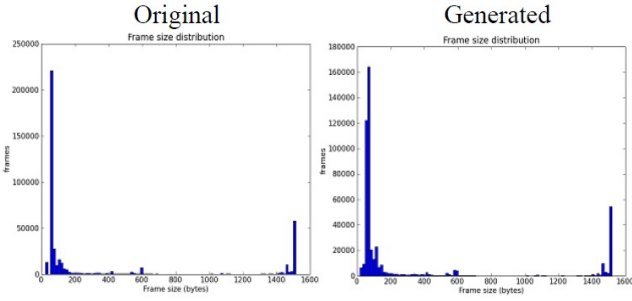 Original
Frame size distribution
250000
200000
150000
100000
50000
0
frames
0 200 400 600 800 1000 1200 1400 1600
Frame size (bytes)
Generated
Frame size distribution
180000
160000
140000
120000
100000
80000
60000
40000
20000
0
frames
0 200 400 600 800 1000 1200 1400 1600
Frame size (bytes)